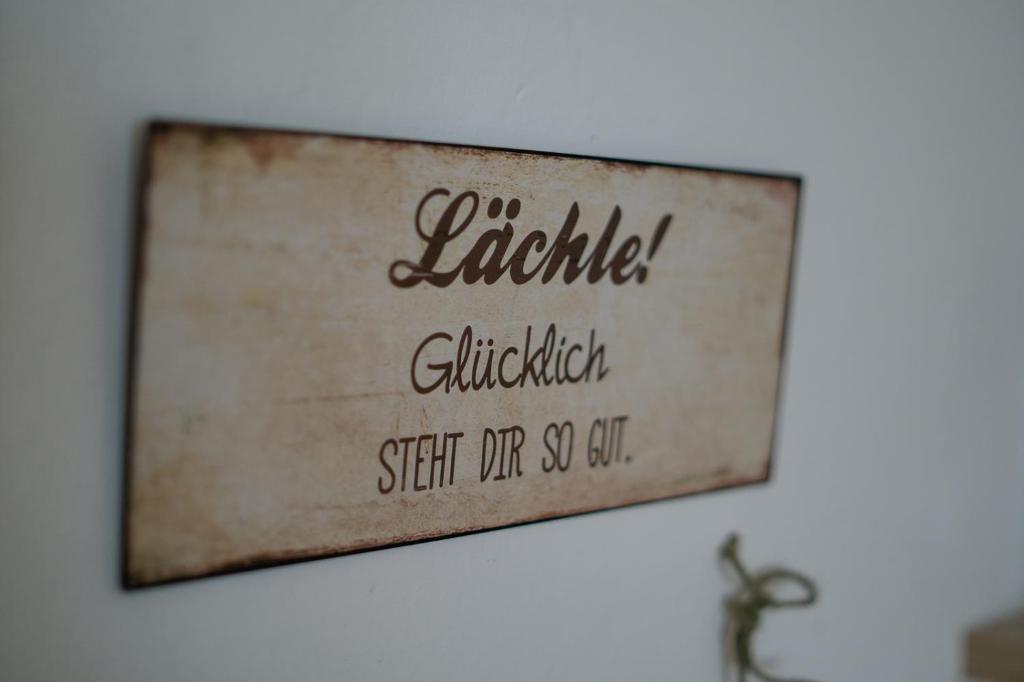 Lächle!
Glücklich
STEHT DIR SO GUT.